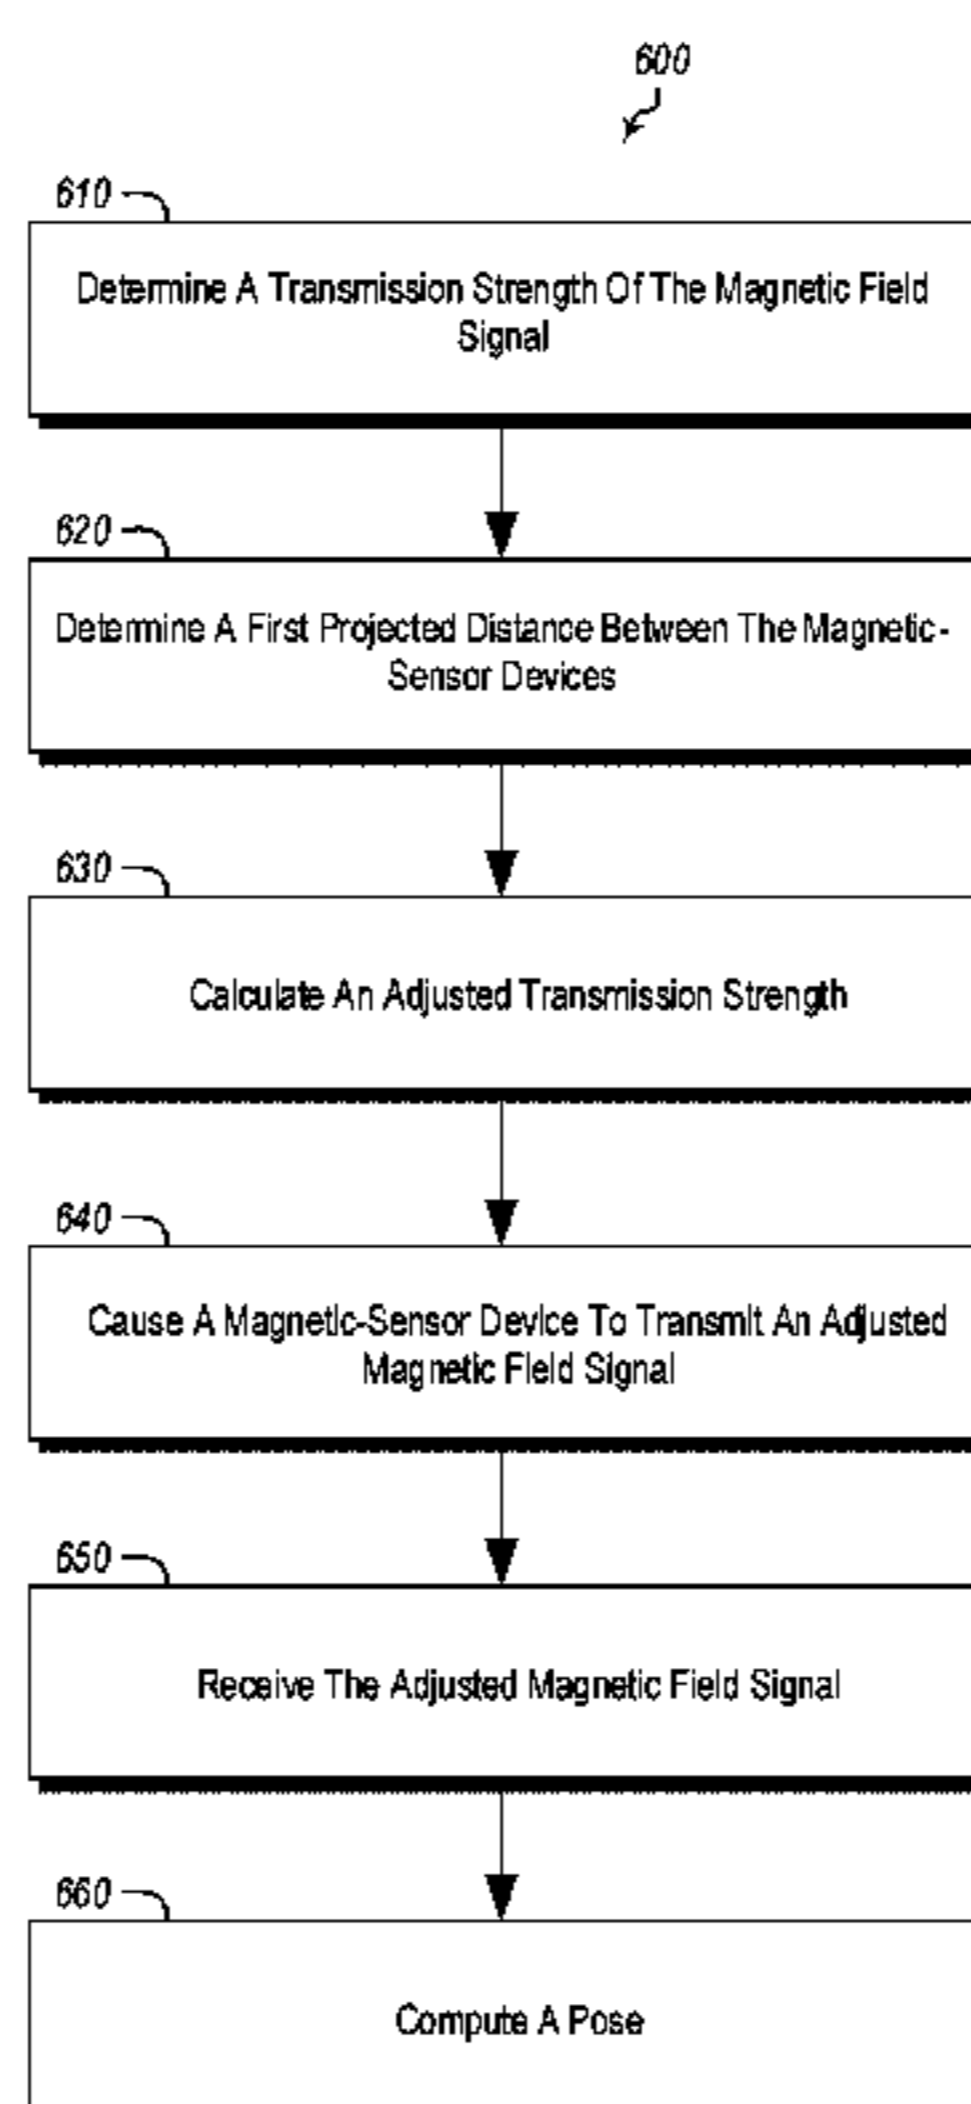 600
610
Determine A Transmission Strength Of The Magnetic Field
Signal
620
Determine A First Projected Distance Between The Magnetic-
Sensor Devices
630
Calculate An Adjusted Transmission Strength
640
Cause A Magnetic-Sensor Device To Transmit An Adjusted
Magnetic Field Signal
650
Receive The Adjusted Magnetic Field Signal
660
Compute A Pose